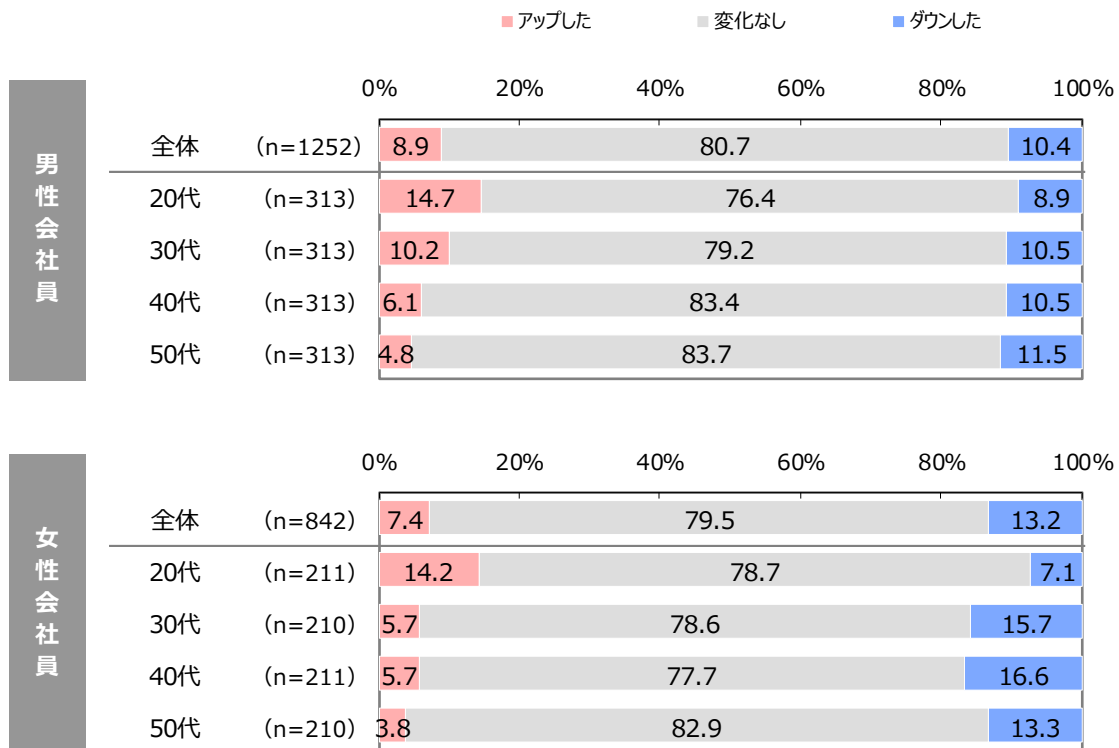 アップした 変化なし ダウンした
0% 20% 40% 60% 80% 100%
男性会社員
全体 (n=1252) 8.9 80.7 10.4
20代 (n=313) 14.7 76.4 8.9
30代 (n=313) 10.2 79.2 10.5
40代 (n=313) 6.1 83.4 10.5
50代 (n=313) 4.8 83.7 11.5
0% 20% 40% 60% 80% 100%
女性会社員
全体 (n=842) 7.4 79.5 13.2
20代 (n=211) 14.2 78.7 7.1
30代 (n=210) 5.7 78.6 15.7
40代 (n=211) 5.7 77.7 16.6
50代 (n=210) 3.8 82.9 13.3